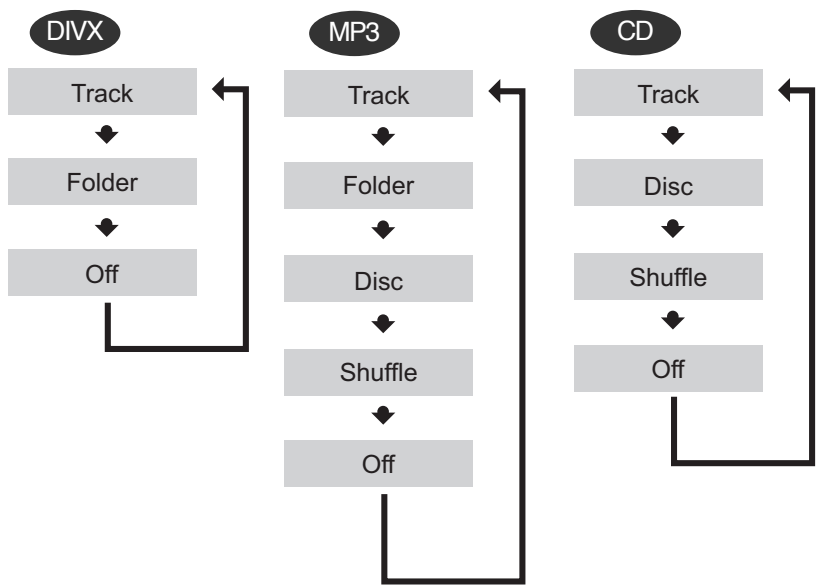 DIVX
Track
Folder
Off
MP3
Track
Folder
Disc
Shuffle
Off
CD
Track
Disc
Shuffle
Off